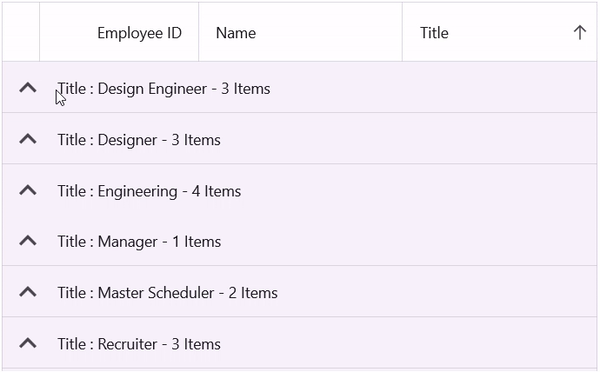 Employee ID Name Title
Title : Design Engineer - 3 Items
Title : Designer - 3 Items
Title : Engineering - 4 Items
Title : Manager - 1 Items
Title : Master Scheduler - 2 Items
Title : Recruiter - 3 Items